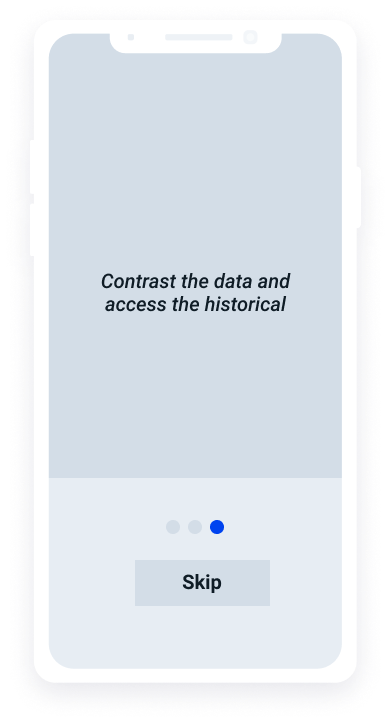 Contrast the data and
access the historical
Skip